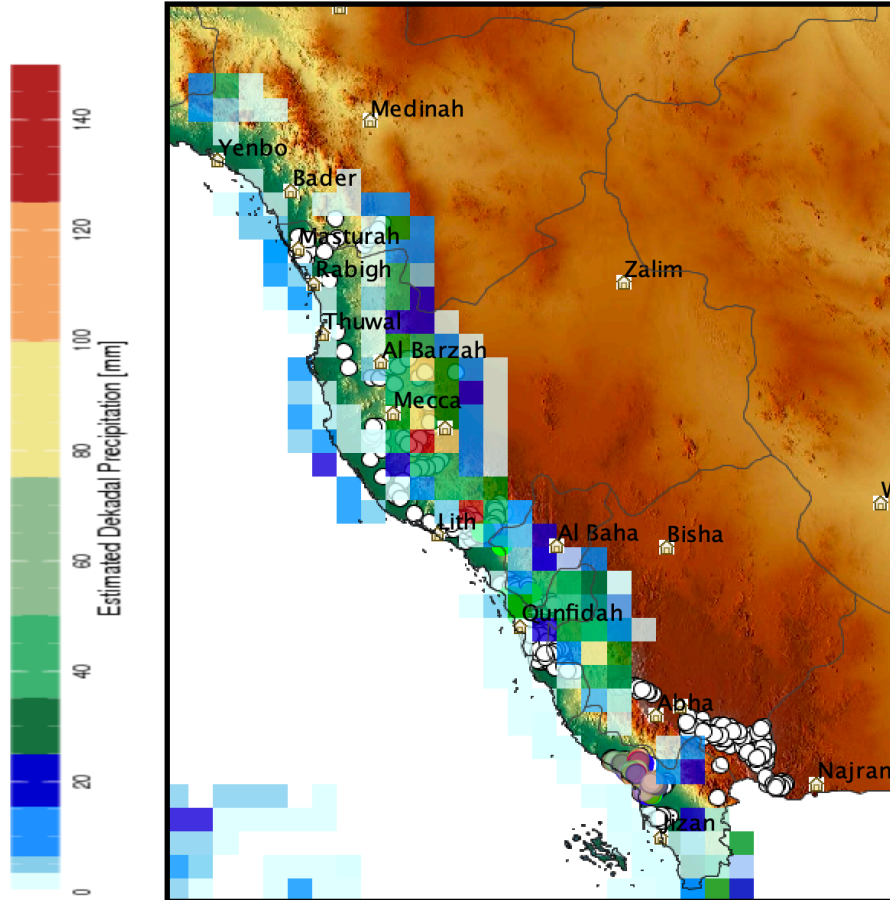 140
120
100
80
60
40
20
0
Estimated Dekadal Precipitation [mm]
Medinah
Yenbo
Bader
Masturah
Rabigh
Zalim
Thuwal
Al Barzah
Mecca
W
Lith
Al Baha
Bisha
Qunfidah
Abha
Najran
Jizan